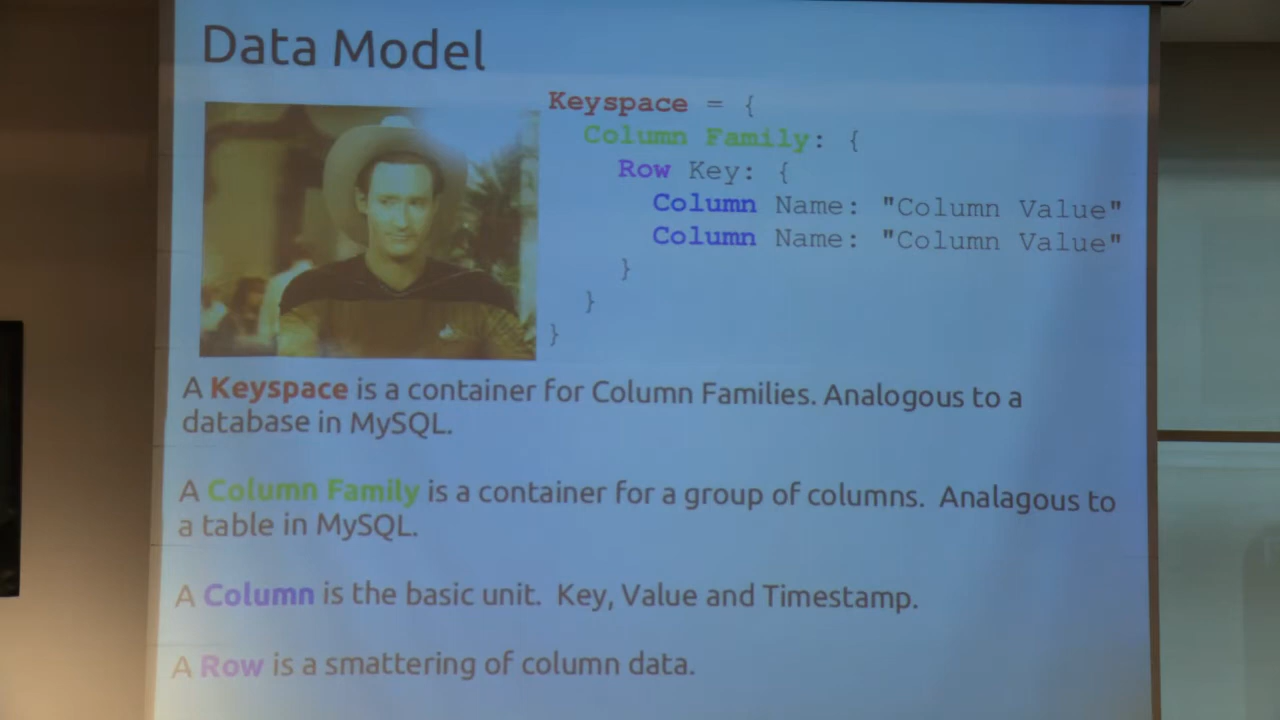 Data Model
Keyspace = {
Column Family: {
Row Key: {
Column Name: "Column Value"
Column Name: "Column Value"
}
}
}
A Keyspace is a container for Column Families. Analogous to a
database in MySQL.
A Column Family is a container for a group of columns. Analagous to
a table in MySQL.
A Column is the basic unit. Key, Value and Timestamp.
A Row is a smattering of column data.